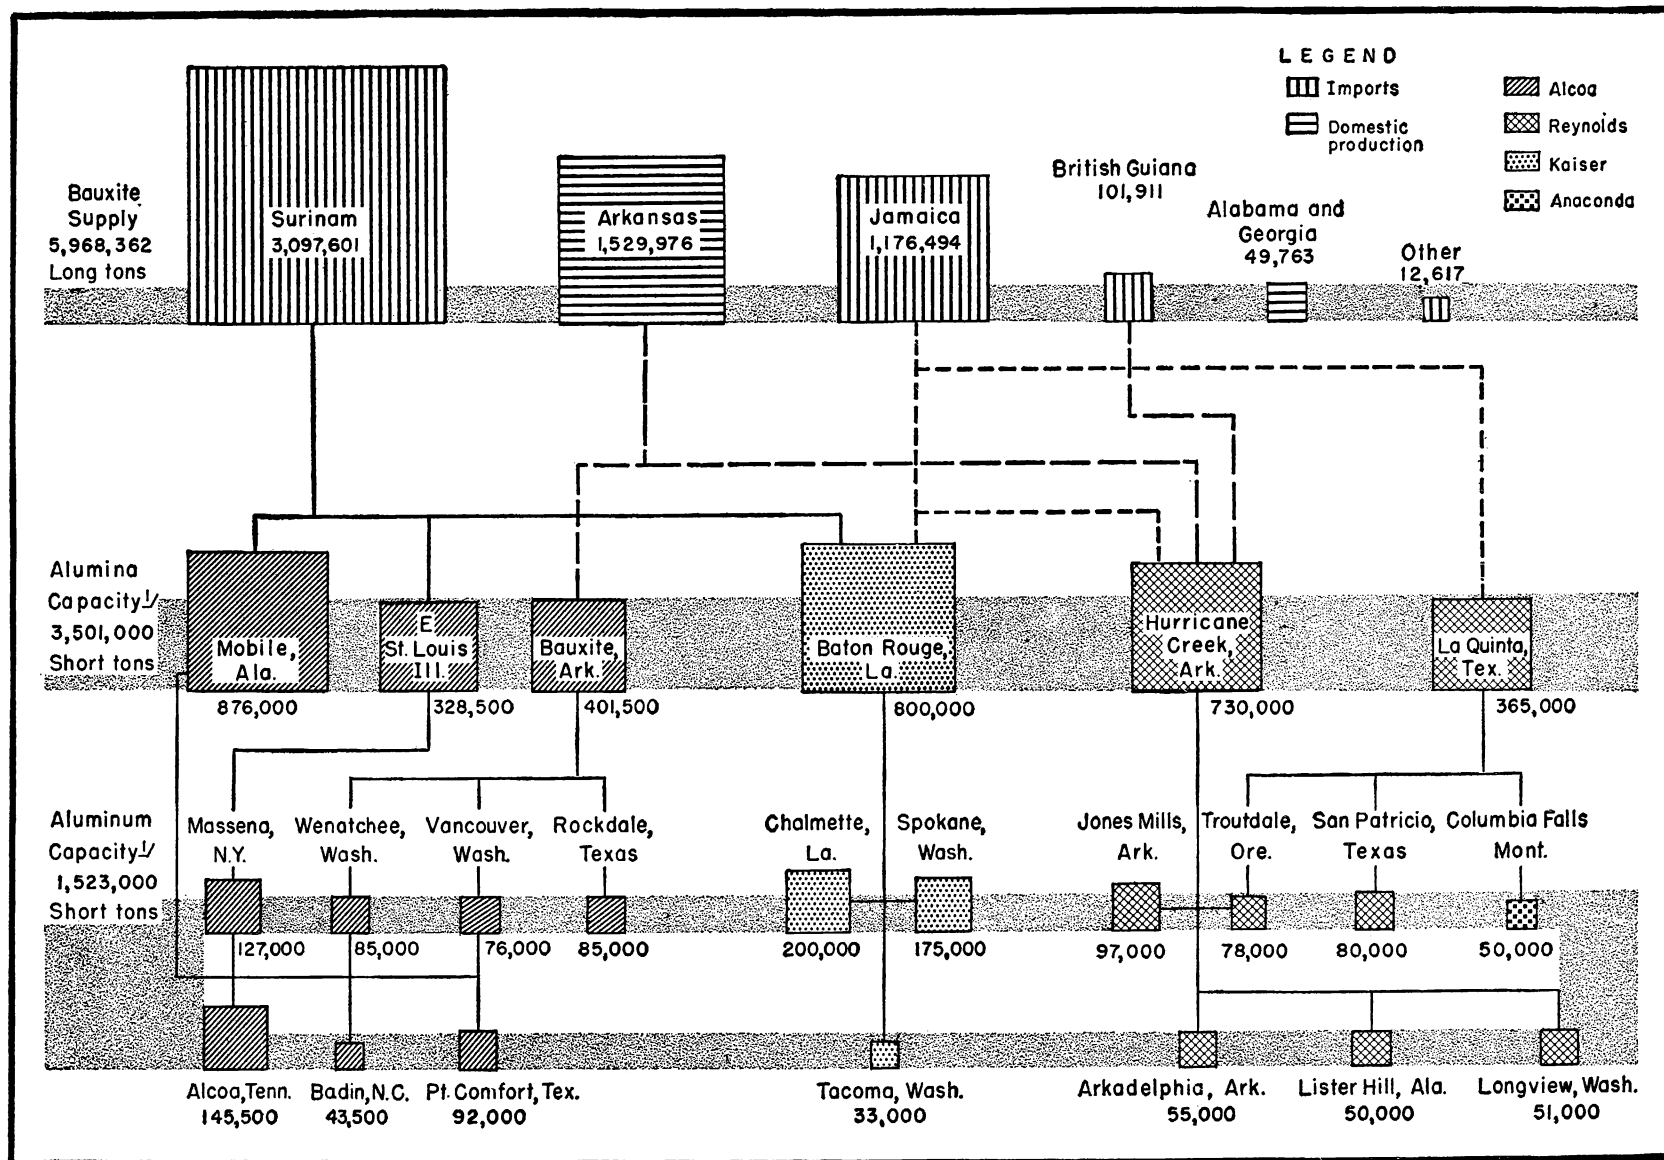 LEGEND
Imports
Domestic
production
Alcoa
Reynolds
Kaiser
Anaconda
Bauxite
Supply
5,968,362
Long tons
Surinam
3,097,601
Arkansas
1,529,976
Jamaica
1,176,494
British Guiana
101,911
Alabama and
Georgia
49,763
Other
12,617
Alumina
Capacity 1/
3,501,000
Short tons
Mobile,
Ala.
876,000
E.
St. Louis
Ill.
328,500
Bauxite,
Ark.
401,500
Baton Rouge,
La.
800,000
Hurricane
Creek,
Ark.
730,000
La Quinta,
Tex.
365,000
Aluminum
Capacity 1/
1,523,000
Short tons
Massena,
N.Y.
127,000
Wenatchee,
Wash.
85,000
Vancouver,
Wash.
76,000
Rockdale,
Texas
85,000
Chalmette,
La.
200,000
Spokane,
Wash.
175,000
Jones Mills,
Ark.
97,000
Troutdale,
Ore.
78,000
San Patricio,
Texas
80,000
Columbia Falls
Mont.
50,000
Alcoa, Tenn.
145,500
Badin, N.C.
43,500
Pt. Comfort, Tex.
92,000
Tacoma, Wash.
33,000
Arkadelphia, Ark.
55,000
Lister Hill, Ala.
50,000
Longview, Wash.
51,000